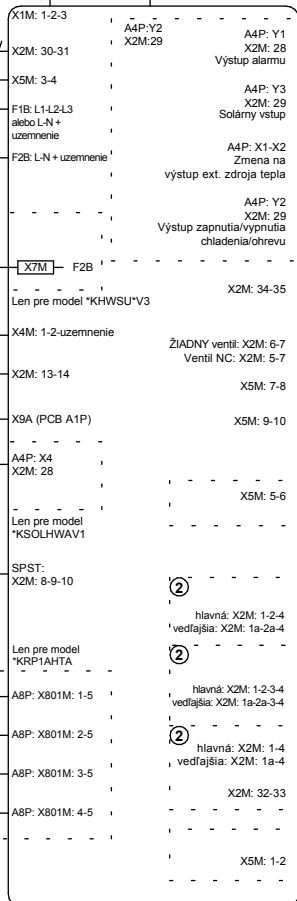 X1M: 1-2-3
X2M: 30-31
X5M: 3-4
F1B: L1-L2-L3
alebo L-N +
uzemnenie
F2B: L-N + uzemnenie
X7M
F2B
Len pre model *KHWSU*V3
X4M: 1-2-uzemnenie
X2M: 13-14
X9A (PCB A1P)
A4P: X4
X2M: 28
Len pre model
*KSOLHWAV1
SPST:
X2M: 8-9-10
Len pre model
*KRP1AHTA
A8P: X801M: 1-5
A8P: X801M: 2-5
A8P: X801M: 3-5
A8P: X801M: 4-5
A4P:Y2
X2M:29
A4P: Y1
X2M: 28
Výstup alarmu
A4P: Y3
X2M: 29
Solárny vstup
A4P: X1-X2
Zmena na
výstup ext. zdroja tepla
A4P: Y2
X2M: 29
Výstup zapnutia/vypnutia
chladenia/ohrevu
X2M: 34-35
ŽIADNY ventil: X2M: 6-7
Ventil NC: X2M: 5-7
X5M: 7-8
X5M: 9-10
X5M: 5-6
2
hlavná: X2M: 1-2-4
vedľajšia: X2M: 1a-2a-4
2
hlavná: X2M: 1-2-3-4
vedľajšia: X2M: 1a-2a-3-4
2
hlavná: X2M: 1-4
vedľajšia: X2M: 1a-4
X2M: 32-33
X5M: 1-2